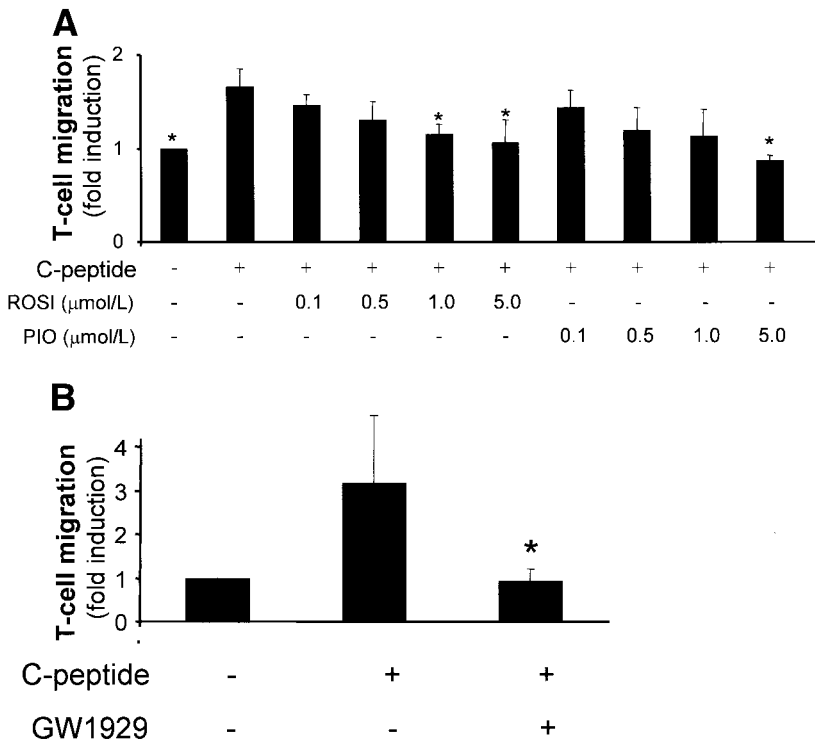 A
T-cell migration
(fold induction)
2
1
0
*
*
*
*
C-peptide - + + + + + + + + +
ROSI (μmol/L) - - 0.1 0.5 1.0 5.0 - - - -
PIO (μmol/L) - - - - - - 0.1 0.5 1.0 5.0
B
T-cell migration
(fold induction)
4
3
2
1
0
*
C-peptide - + +
GW1929 - - +